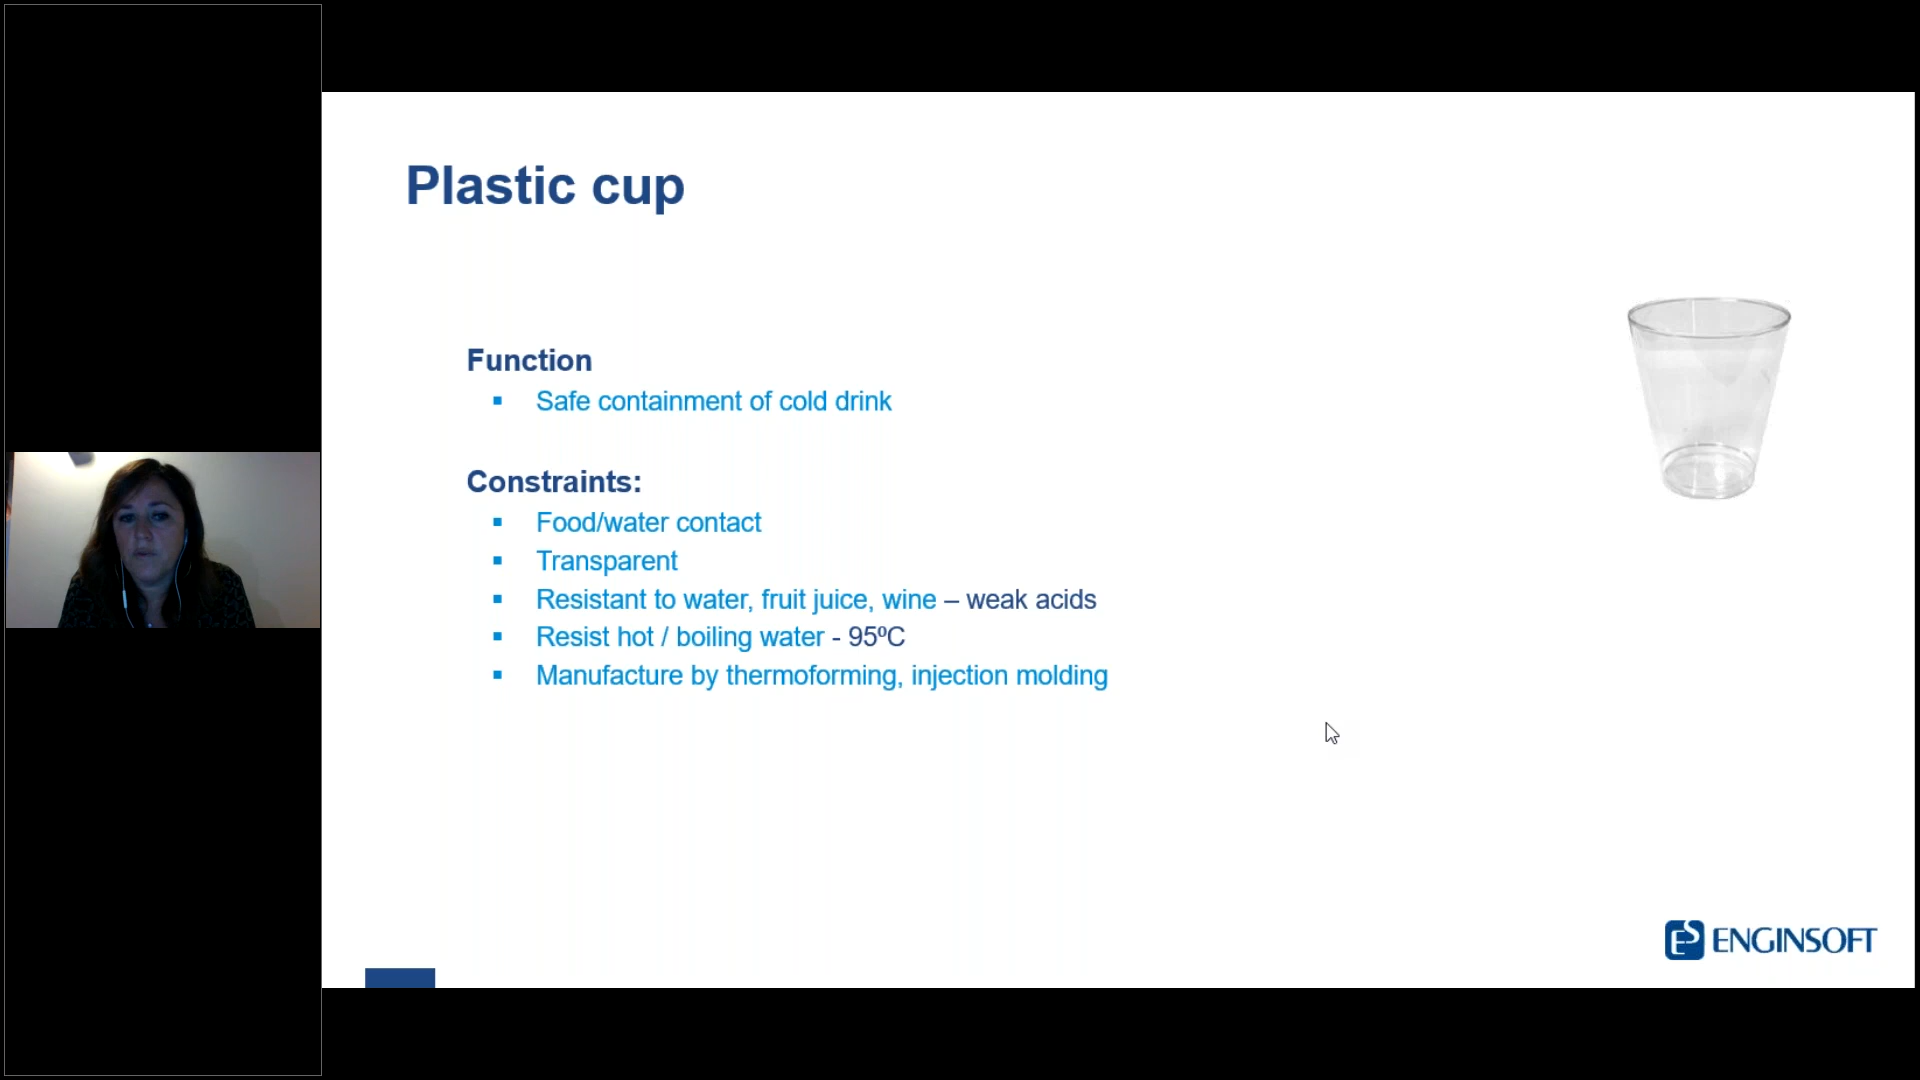 Plastic cup
Function
▪ Safe containment of cold drink
Constraints:
▪ Food/water contact
▪ Transparent
▪ Resistant to water, fruit juice, wine – weak acids
▪ Resist hot / boiling water - 95ºC
▪ Manufacture by thermoforming, injection molding
ES ENGINSOFT